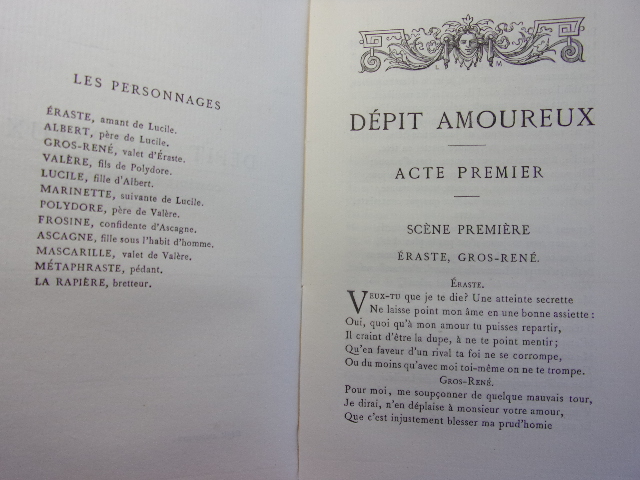 LES PERSONNAGES
ÉRASTE, amant de Lucile.
ALBERT, père de Lucile.
GROS-RENÉ, valet d'Éraste.
VALÈRE, fils de Polydore.
LUCILE, fille d'Albert.
MARINETTE, suivante de Lucile.
POLYDORE, père de Valère.
FROSINE, confidente d'Ascagne.
ASCAGNE, fille sous l'habit d'homme.
MASCARILLE, valet de Valère.
MÉTAPHRASTE, pédant.
LA RAPIÈRE, bretteur.
L M
DÉPIT AMOUREUX
ACTE PREMIER
SCÈNE PREMIÈRE
ÉRASTE, GROS-RENÉ.
ÉRASTE.
VEUX-TU que je te die? Une atteinte secrette
Ne laisse point mon âme en une bonne assiette :
Oui, quoi qu'à mon amour tu puisses repartir,
Il craint d'être la dupe, à ne te point mentir;
Qu'en faveur d'un rival ta foi ne se corrompe,
Ou du moins qu'avec moi toi-même on ne te trompe.
GROS-RENÉ.
Pour moi, me soupçonner de quelque mauvais tour,
Je dirai, n'en déplaise à monsieur votre amour,
Que c'est injustement blesser ma prud'homie